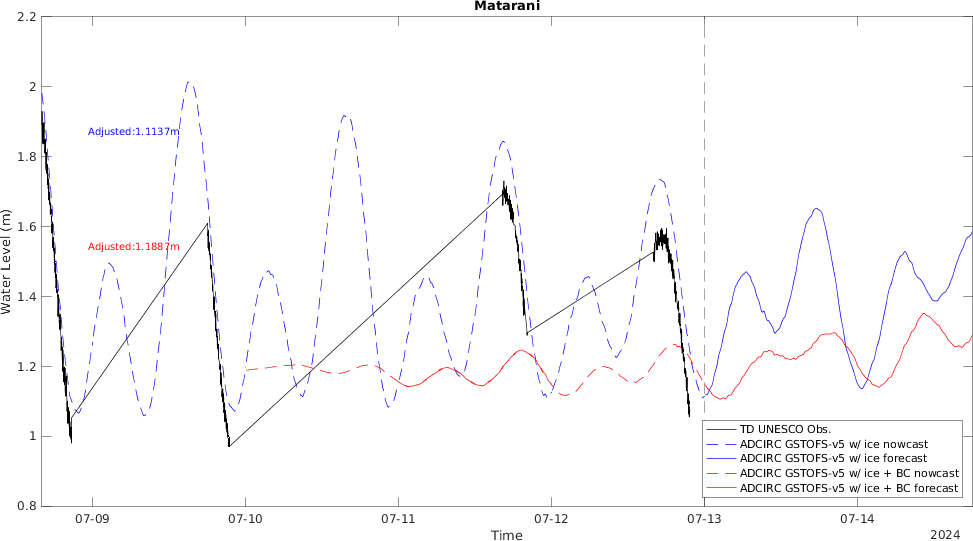 Matarani
2.2
2
1.8
1.6
1.4
1.2
1
0.8
Water Level (m)
Adjusted:1.1137m
Adjusted:1.1887m
TD UNESCO Obs.
ADCIRC GSTOFS-v5 w/ ice nowcast
ADCIRC GSTOFS-v5 w/ ice forecast
ADCIRC GSTOFS-v5 w/ ice + BC nowcast
ADCIRC GSTOFS-v5 w/ ice + BC forecast
07-09 07-10 07-11 07-12 07-13 07-14
Time
2024